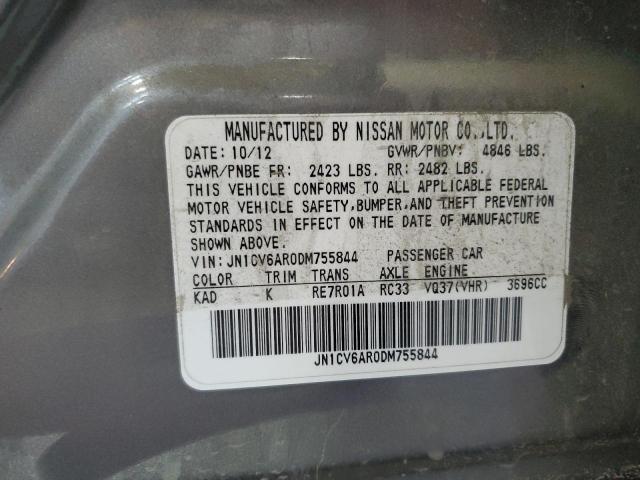 MANUFACTURED BY NISSAN MOTOR CO.,LTD.
DATE: 10/12 GVWR/PNBV: 4846 LBS.
GAWR/PNBE FR: 2423 LBS. RR: 2482 LBS.
THIS VEHICLE CONFORMS TO ALL APPLICABLE FEDERAL
MOTOR VEHICLE SAFETY,BUMPER,AND THEFT PREVENTION
STANDARDS IN EFFECT ON THE DATE OF MANUFACTURE
SHOWN ABOVE.
VIN: JN1CV6AR0DM755844 PASSENGER CAR
COLOR TRIM TRANS AXLE ENGINE
KAD K RE7R01A RC33 VQ37(VHR) 3696CC
JN1CV6AR0DM755844